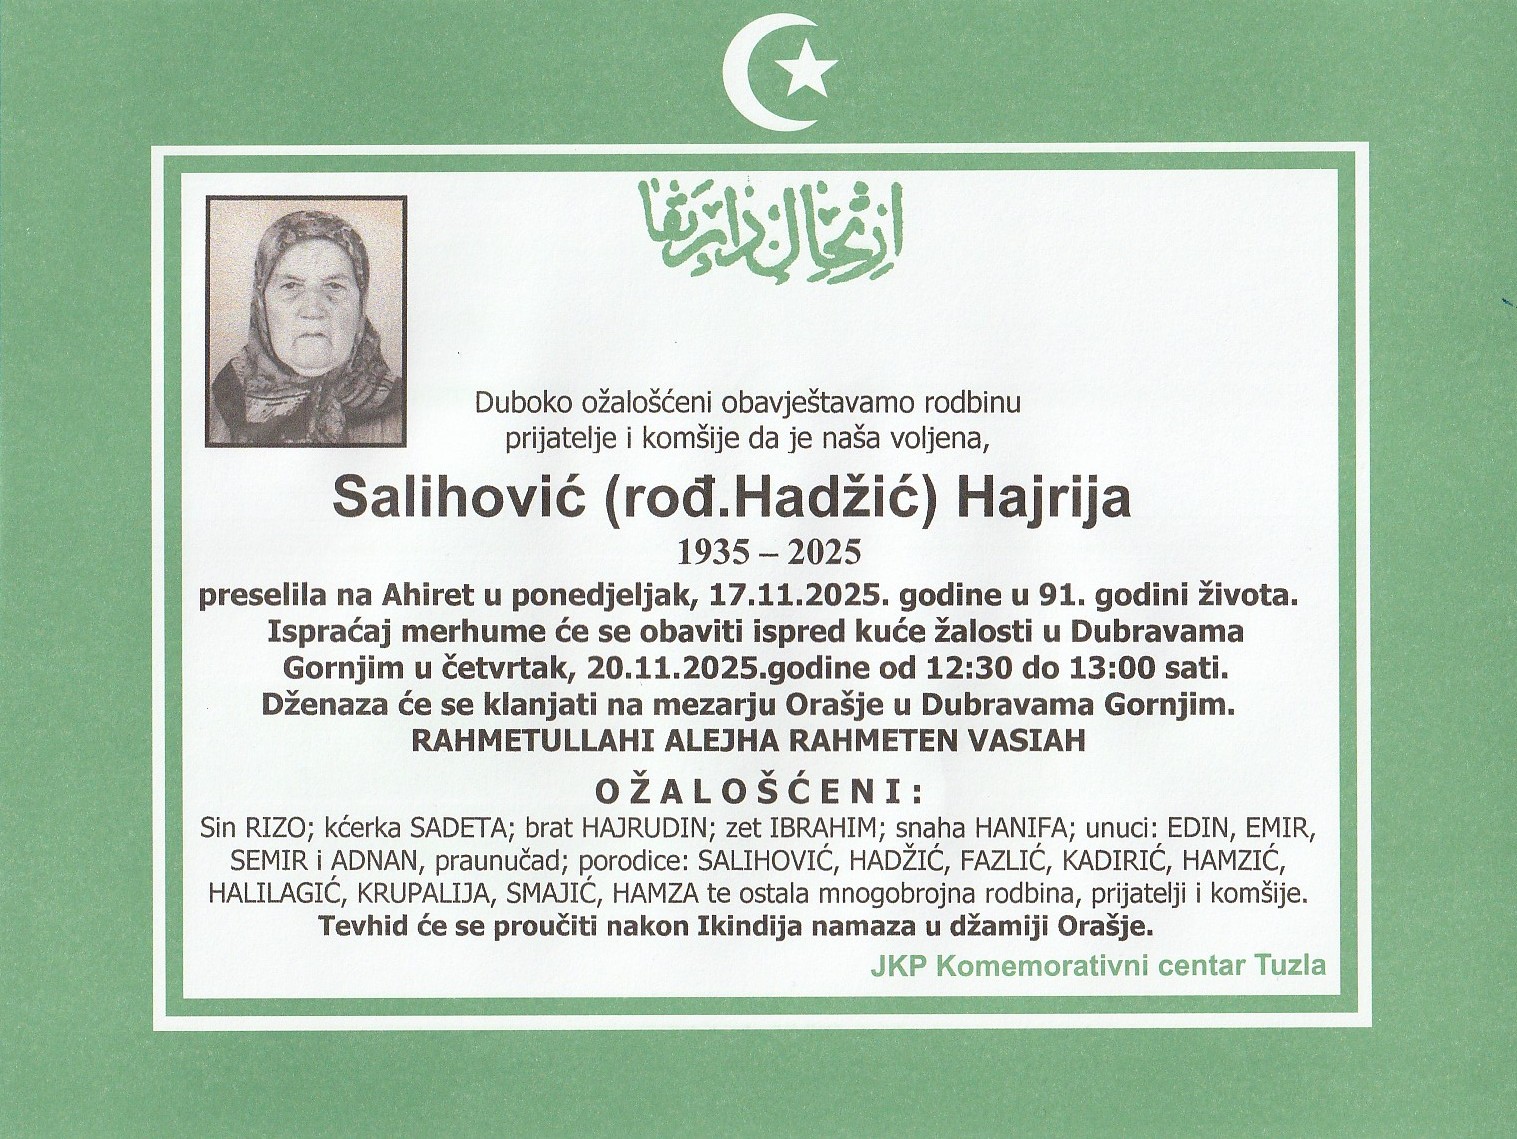 ارتحال دار بقا
Duboko ožalošćeni obavještavamo rodbinu
prijatelje i komšije da je naša voljena,
Salihović (rođ.Hadžić) Hajrija
1935 – 2025
preselila na Ahiret u ponedjeljak, 17.11.2025. godine u 91. godini života.
Ispraćaj merhume će se obaviti ispred kuće žalosti u Dubravama
Gornjim u četvrtak, 20.11.2025.godine od 12:30 do 13:00 sati.
Dženaza će se klanjati na mezarju Orašje u Dubravama Gornjim.
RAHMETULLAHI ALEJHA RAHMETEN VASIAH
OŽALOŠĆENI:
Sin RIZO; kćerka SADETA; brat HAJRUDIN; zet IBRAHIM; snaha HANIFA; unuci: EDIN, EMIR,
SEMIR i ADNAN, praunučad; porodice: SALIHOVIĆ, HADŽIĆ, FAZLIĆ, KADIRIĆ, HAMZIĆ,
HALILAGIĆ, KRUPALIJA, SMAJIĆ, HAMZA te ostala mnogobrojna rodbina, prijatelji i komšije.
Tevhid će se proučiti nakon Ikindija namaza u džamiji Orašje.
JKP Komemorativni centar Tuzla